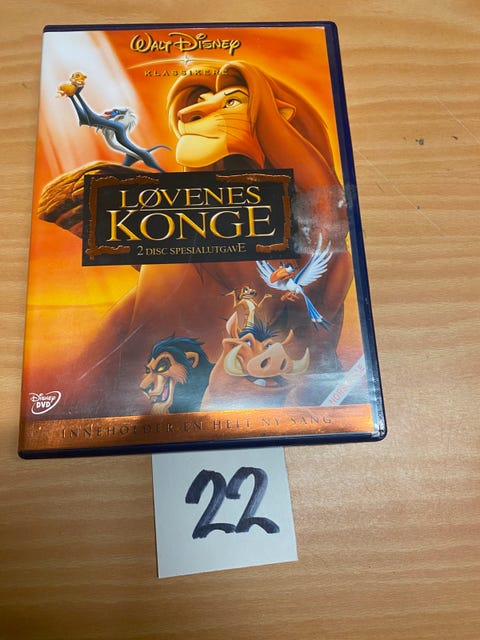 WALT DISNEY
KLASSIKERE
LØVENES
KONGE
2 DISC SPESIALUTGAVE
DISNEY
DVD
INNEHOLDER EN HELT NY SANG
22